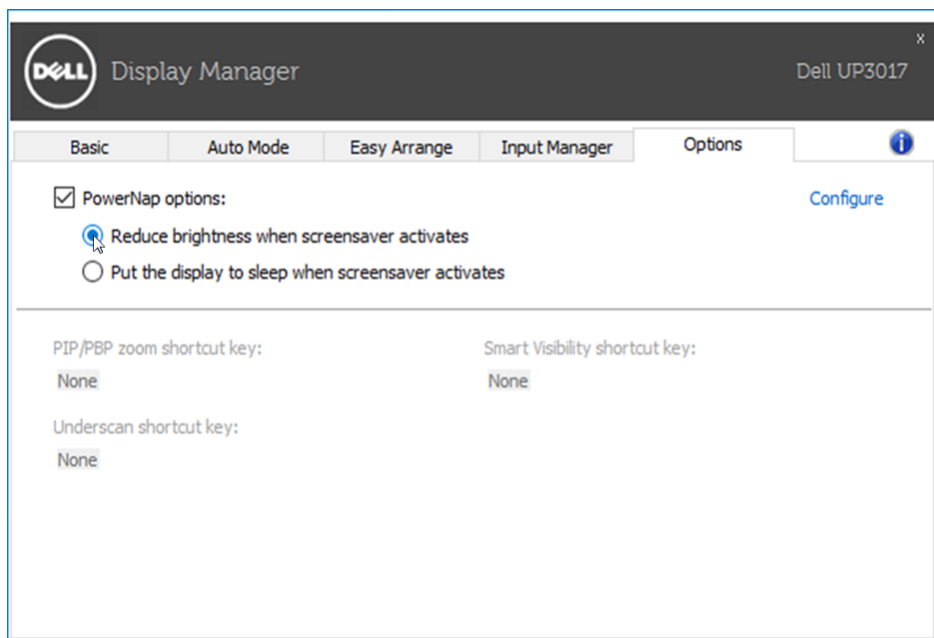 x
DELL Display Manager Dell UP3017
Basic Auto Mode Easy Arrange Input Manager Options i
PowerNap options: Configure
Reduce brightness when screensaver activates
Put the display to sleep when screensaver activates
PIP/PBP zoom shortcut key: Smart Visibility shortcut key:
None None
Underscan shortcut key:
None